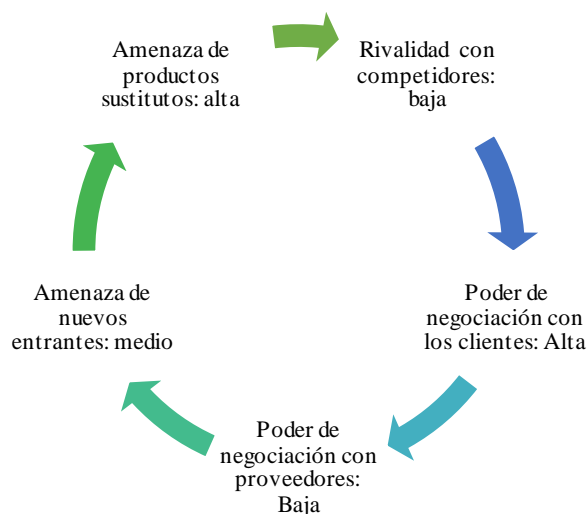 Amenaza de
productos
sustitutos: alta
Rivalidad con
competidores:
baja
Poder de
negociación con
los clientes: Alta
Poder de
negociación con
proveedores:
Baja
Amenaza de
nuevos
entrantes: medio